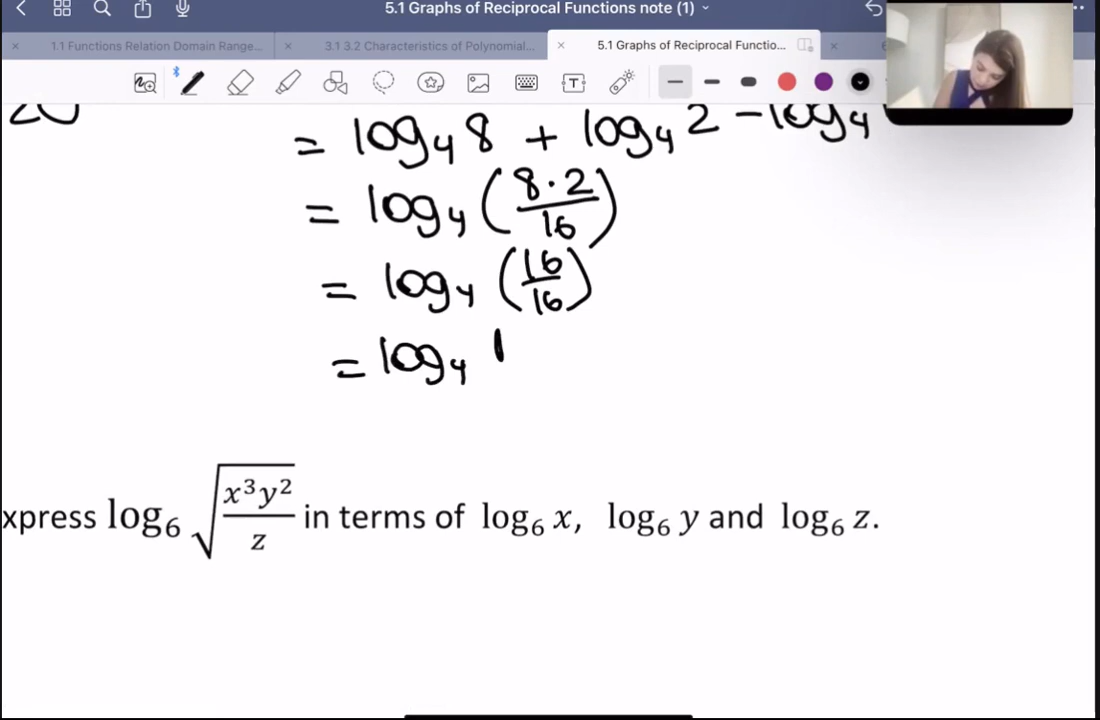 5.1 Graphs of Reciprocal Functions note (1)
1.1 Functions Relation Domain Range... 3.1 3.2 Characteristics of Polynomial... 5.1 Graphs of Reciprocal Functio...
= log₄ 8 + log₄ 2 - log₄
= log₄ (8 · 2 / 16)
= log₄ (16 / 16)
= log₄ 1
xpress log₆ √(x³y² / z) in terms of log₆ x, log₆ y and log₆ z.